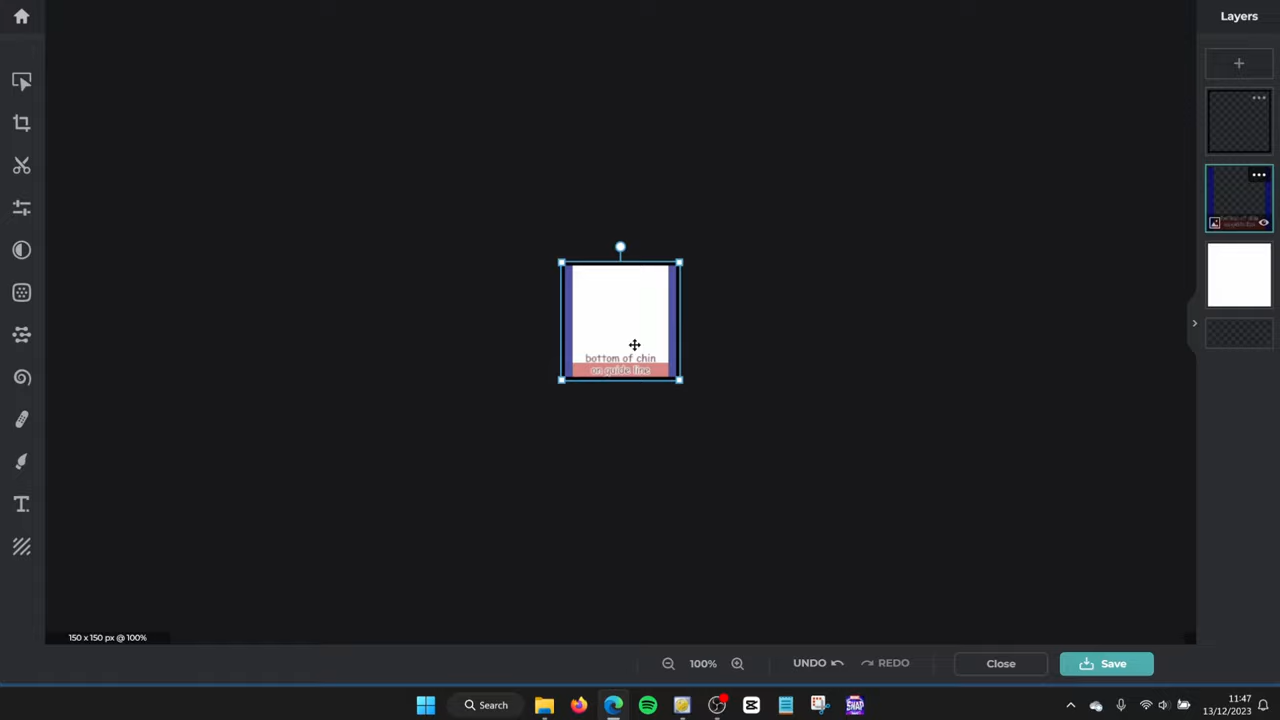 Layers
bottom of chin
on guide line
150 x 150 px @ 100%
100%
UNDO
REDO
Close
Save
Search
SNAP
11:47
13/12/2023